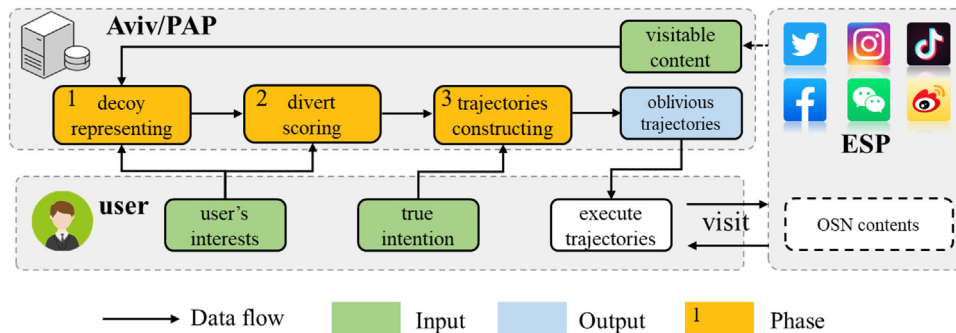 Aviv/PAP
visitable
content
1 decoy
representing
2 divert
scoring
3 trajectories
constructing
oblivious
trajectories
ESP
user
user's
interests
true
intention
execute
trajectories
visit
OSN contents
Data flow
Input
Output
1
Phase